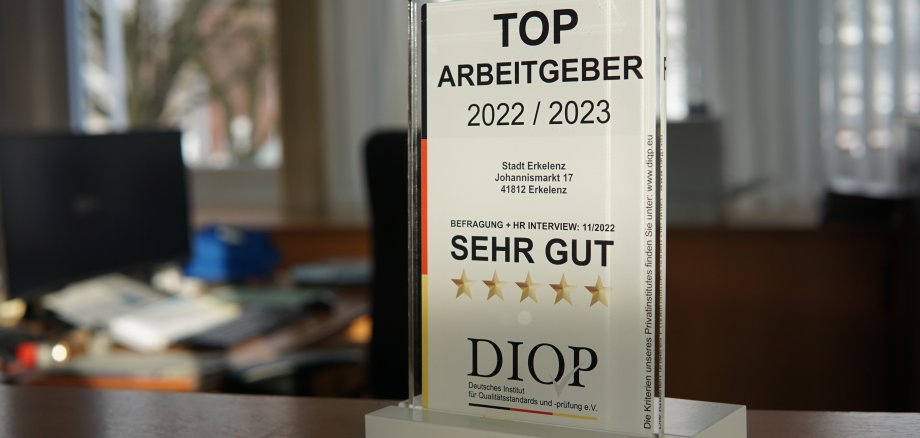 TOP
ARBEITGEBER
2022 / 2023
Stadt Erkelenz
Johannismarkt 17
41812 Erkelenz
BEFRAGUNG + HR INTERVIEW: 11/2022
SEHR GUT
DIQP
Deutsches Institut
für Qualitätsstandards und -prüfung e.V.
Die Kriterien unseres Privatinstitutes finden Sie unter: www.diqp.eu